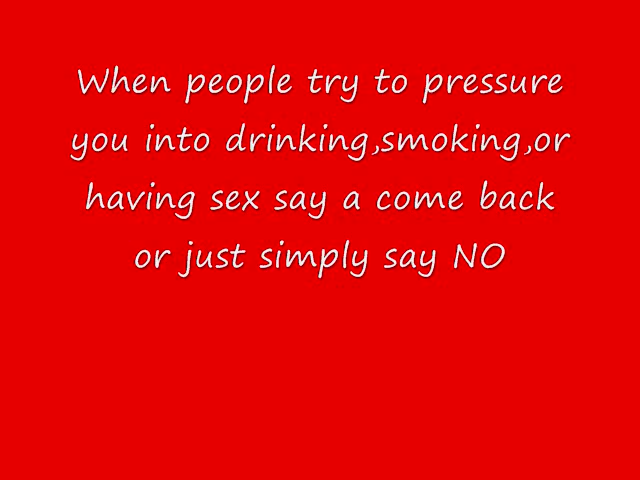 When people try to pressure
you into drinking,smoking,or
having sex say a come back
or just simply say NO